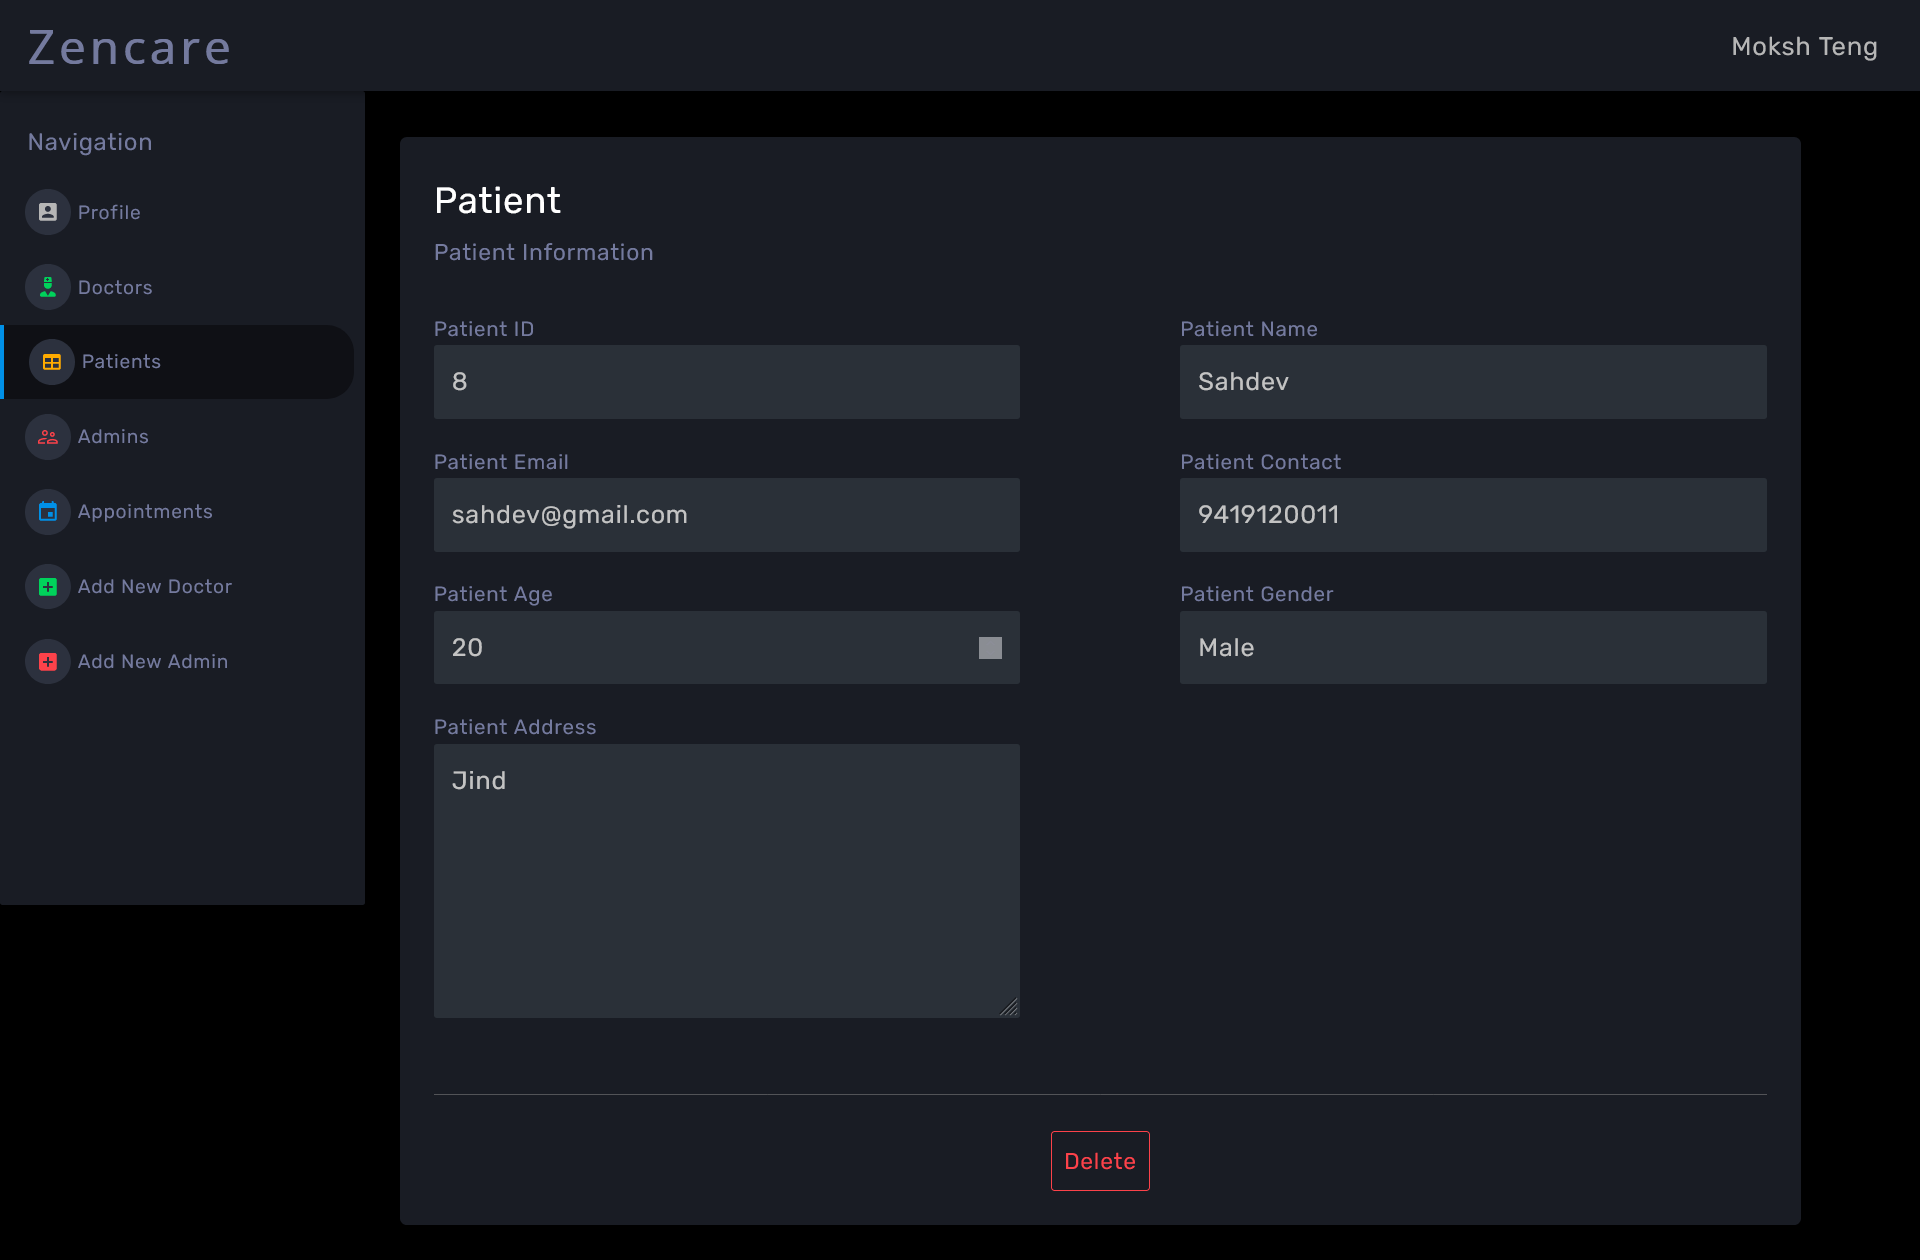 Zencare
Moksh Teng
Navigation
Profile
Doctors
Patients
Admins
Appointments
Add New Doctor
Add New Admin
Patient
Patient Information
Patient ID
8
Patient Name
Sahdev
Patient Email
sahdev@gmail.com
Patient Contact
9419120011
Patient Age
20
Patient Gender
Male
Patient Address
Jind
Delete